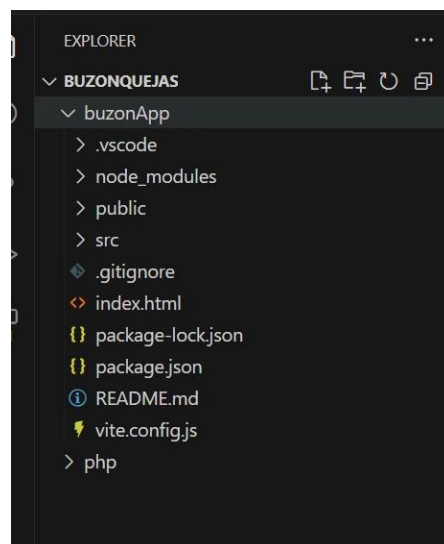 EXPLORER
BUZONQUEJAS
buzonApp
.vscode
node_modules
public
src
.gitignore
index.html
package-lock.json
package.json
README.md
vite.config.js
php